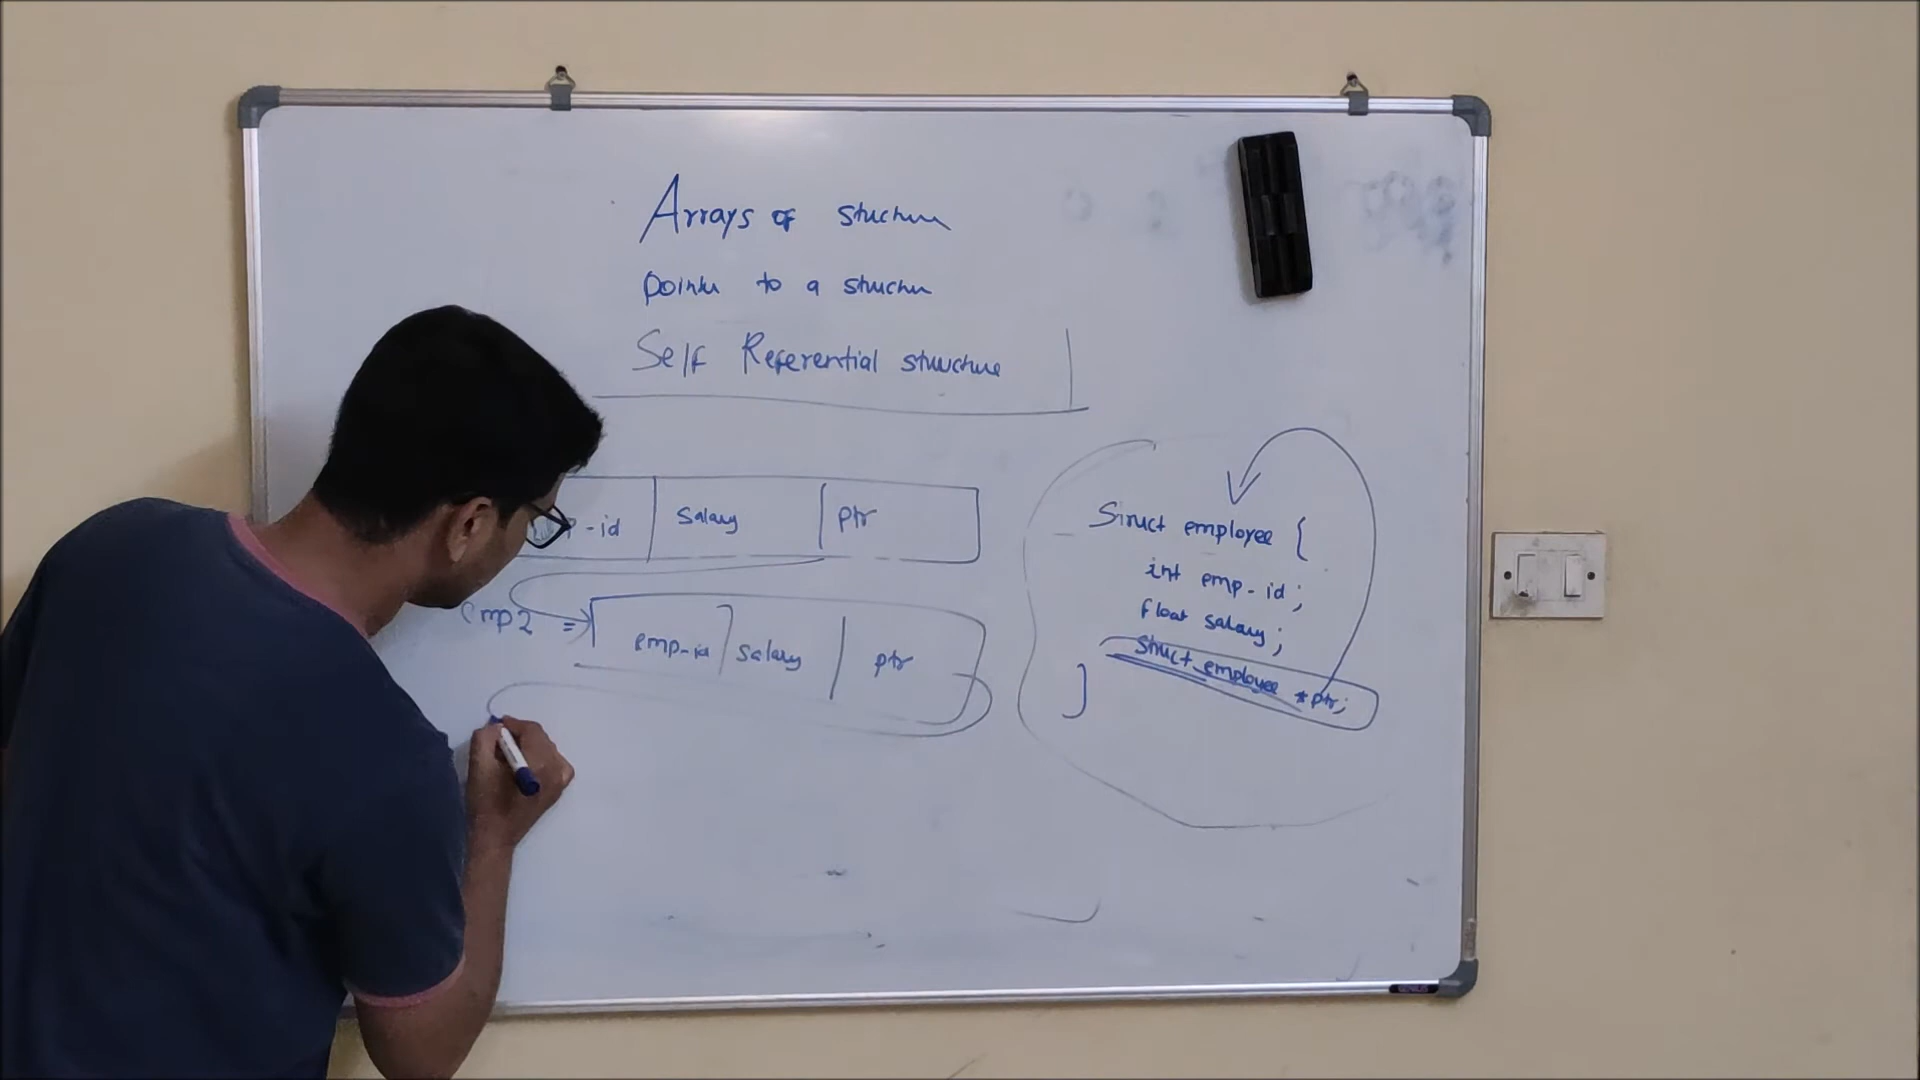 Arrays of structure
pointer to a structure
Self Referential structure
-id salary ptr
emp2 =
emp-id salary ptr
Struct employee {
int emp-id;
float salary;
struct employee *ptr;
}